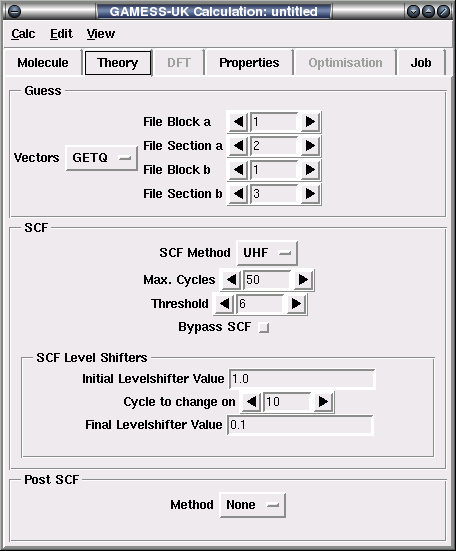 GAMESS-UK Calculation: untitled
Calc Edit View
Molecule Theory DFT Properties Optimisation Job
Guess
Vectors GETQ
File Block a 1
File Section a 2
File Block b 1
File Section b 3
SCF
SCF Method UHF
Max. Cycles 50
Threshold 6
Bypass SCF
SCF Level Shifters
Initial Levelshifter Value 1.0
Cycle to change on 10
Final Levelshifter Value 0.1
Post SCF
Method None